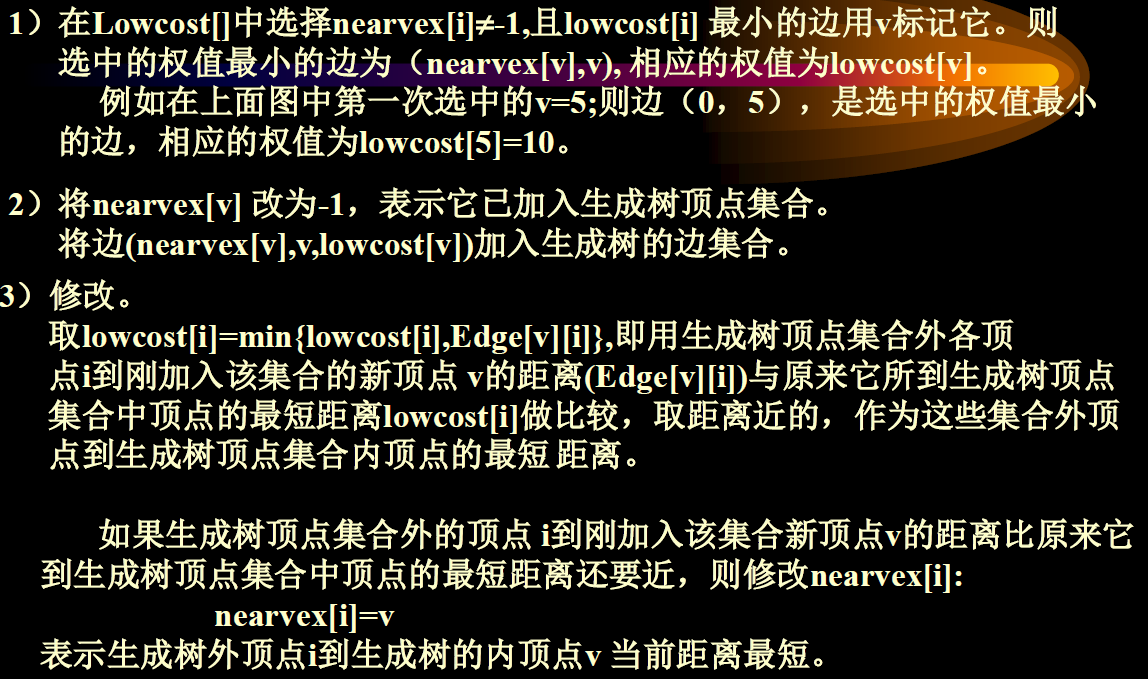 1）在Lowcost[]中选择nearvex[i]≠-1,且lowcost[i] 最小的边用v标记它。则
选中的权值最小的边为（nearvex[v],v), 相应的权值为lowcost[v]。
例如在上面图中第一次选中的v=5;则边（0，5），是选中的权值最小
的边，相应的权值为lowcost[5]=10。
2）将nearvex[v] 改为-1，表示它已加入生成树顶点集合。
将边(nearvex[v],v,lowcost[v])加入生成树的边集合。
3）修改。
取lowcost[i]=min{lowcost[i],Edge[v][i]},即用生成树顶点集合外各顶
点i到刚加入该集合的新顶点 v的距离(Edge[v][i])与原来它所到生成树顶点
集合中顶点的最短距离lowcost[i]做比较，取距离近的，作为这些集合外顶
点到生成树顶点集合内顶点的最短 距离。
如果生成树顶点集合外的顶点 i到刚加入该集合新顶点v的距离比原来它
到生成树顶点集合中顶点的最短距离还要近，则修改nearvex[i]:
nearvex[i]=v
表示生成树外顶点i到生成树的内顶点v 当前距离最短。